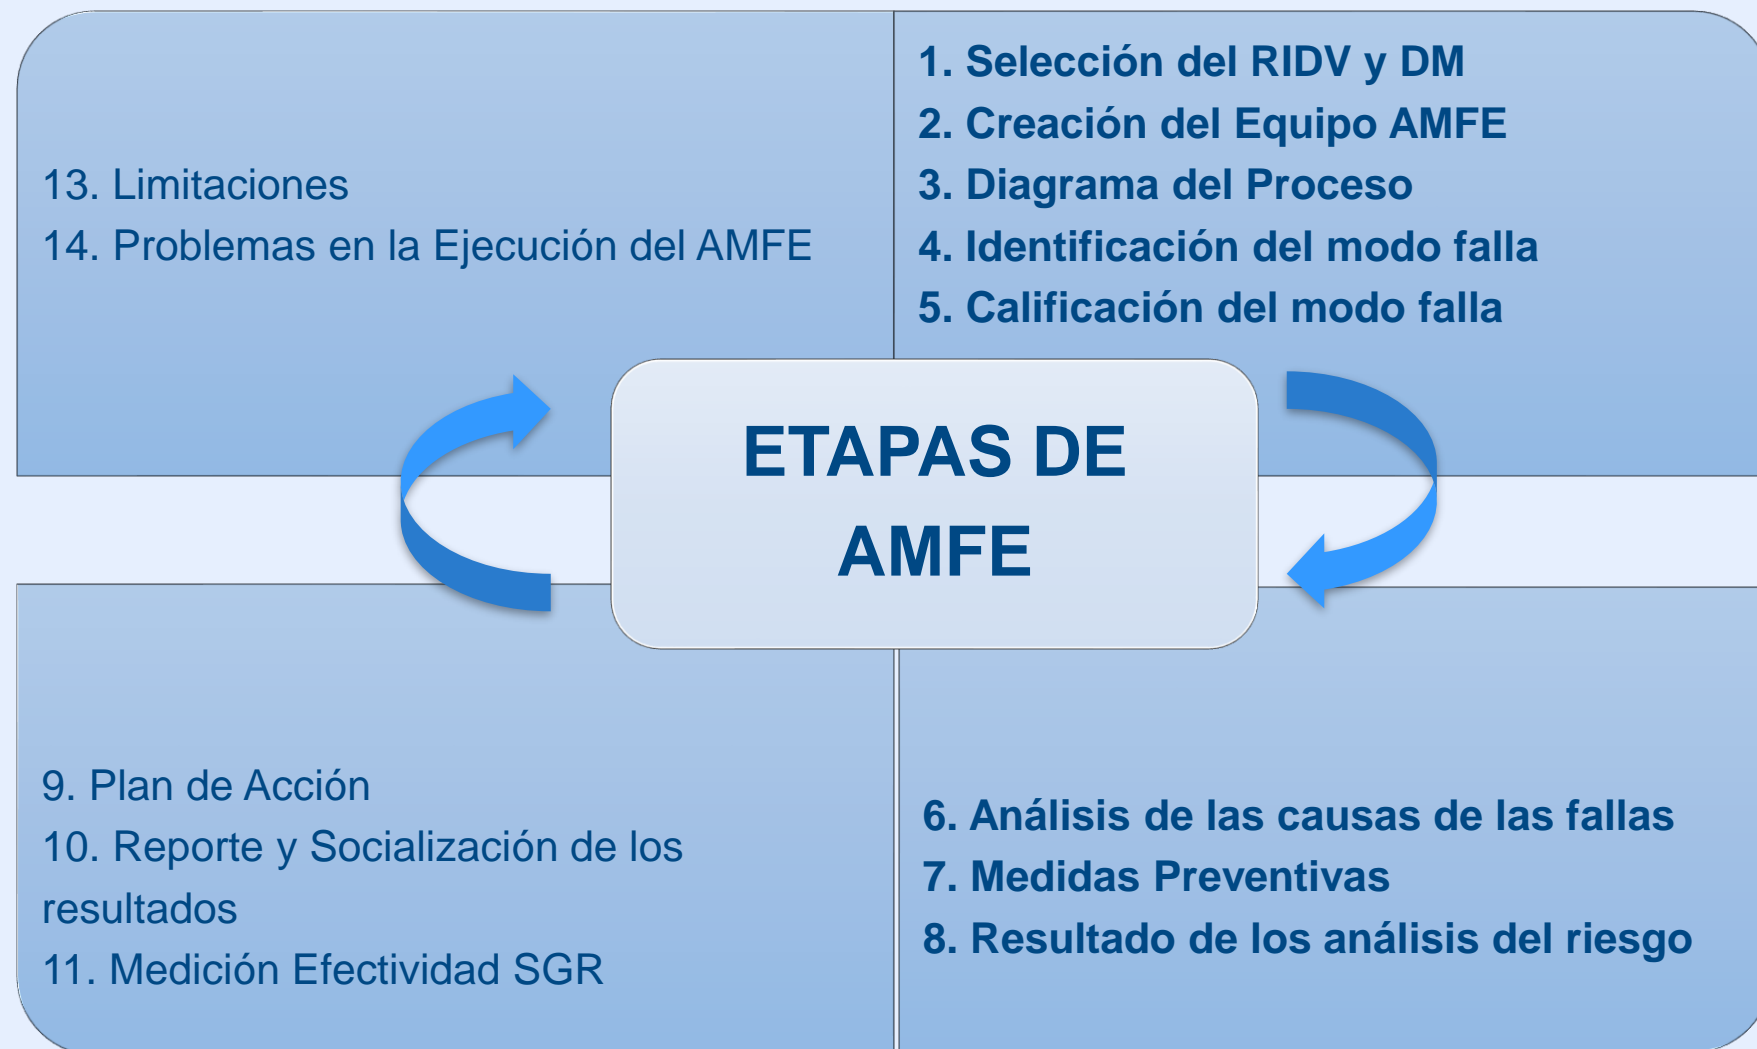 13. Limitaciones
14. Problemas en la Ejecución del AMFE
1. Selección del RIDV y DM
2. Creación del Equipo AMFE
3. Diagrama del Proceso
4. Identificación del modo falla
5. Calificación del modo falla
ETAPAS DE
AMFE
9. Plan de Acción
10. Reporte y Socialización de los
resultados
11. Medición Efectividad SGR
6. Análisis de las causas de las fallas
7. Medidas Preventivas
8. Resultado de los análisis del riesgo